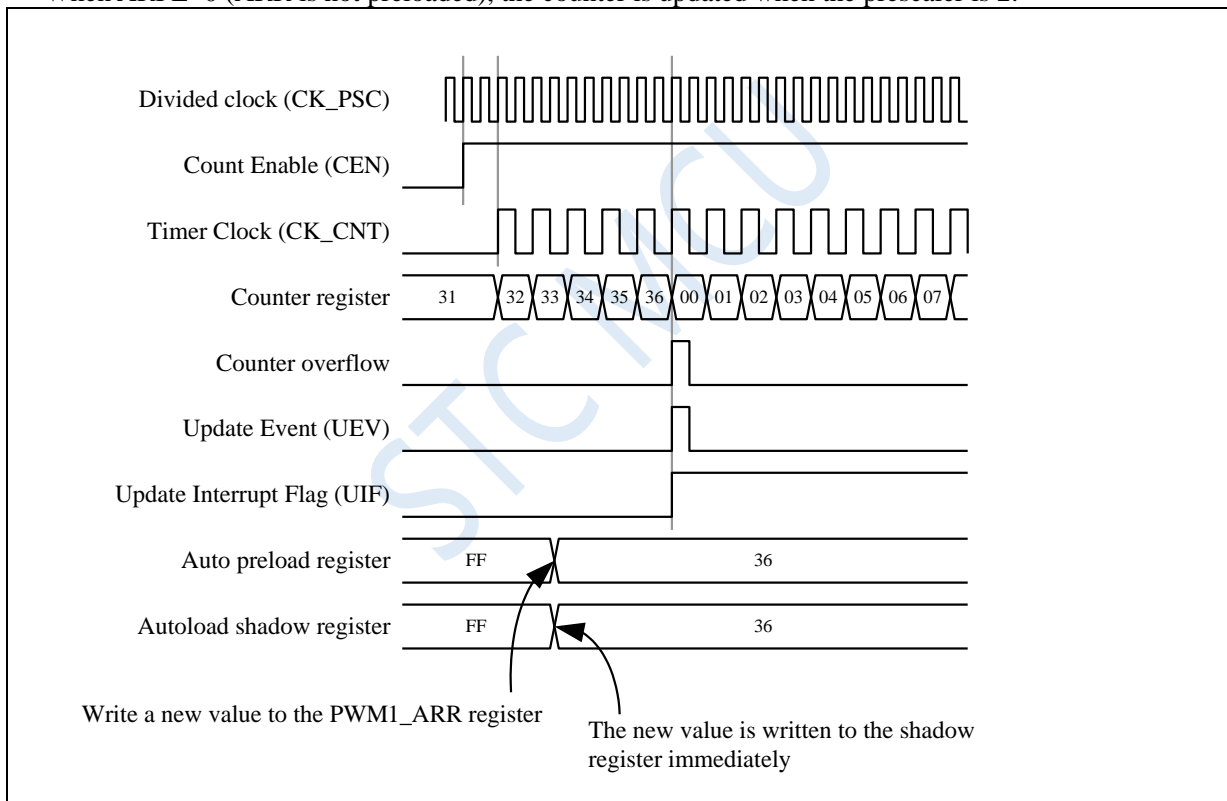 when ARPE=0 (ARR is not preloaded), the counter is updated when the prescaler is 2:
Divided clock (CK_PSC)
Count Enable (CEN)
Timer Clock (CK_CNT)
Counter register
31 32 33 34 35 36 00 01 02 03 04 05 06 07
Counter overflow
Update Event (UEV)
Update Interrupt Flag (UIF)
Auto preload register
FF 36
Autoload shadow register
FF 36
Write a new value to the PWM1_ARR register
The new value is written to the shadow
register immediately
STC MCU